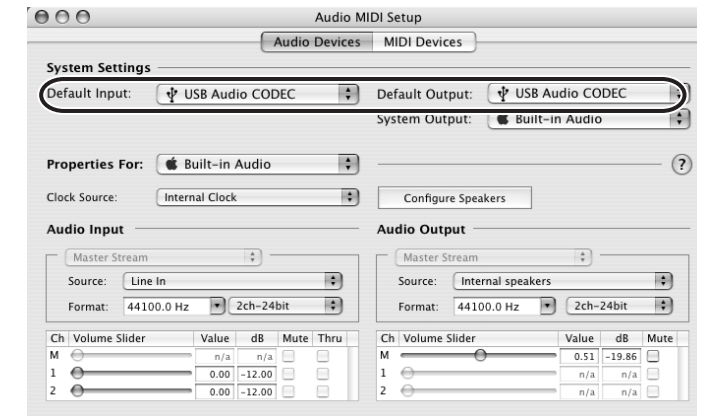 Audio MIDI Setup
Audio Devices MIDI Devices
System Settings
Default Input: USB Audio CODEC Default Output: USB Audio CODEC
System Output: Built-in Audio
Properties For: Built-in Audio ?
Clock Source: Internal Clock Configure Speakers
Audio Input Audio Output
Master Stream Master Stream
Source: Line In Source: Internal speakers
Format: 44100.0 Hz 2ch-24bit Format: 44100.0 Hz 2ch-24bit
Ch Volume Slider Value dB Mute Thru Ch Volume Slider Value dB Mute
M n/a n/a M 0.51 -19.86
1 0.00 -12.00 1 n/a n/a
2 0.00 -12.00 2 n/a n/a